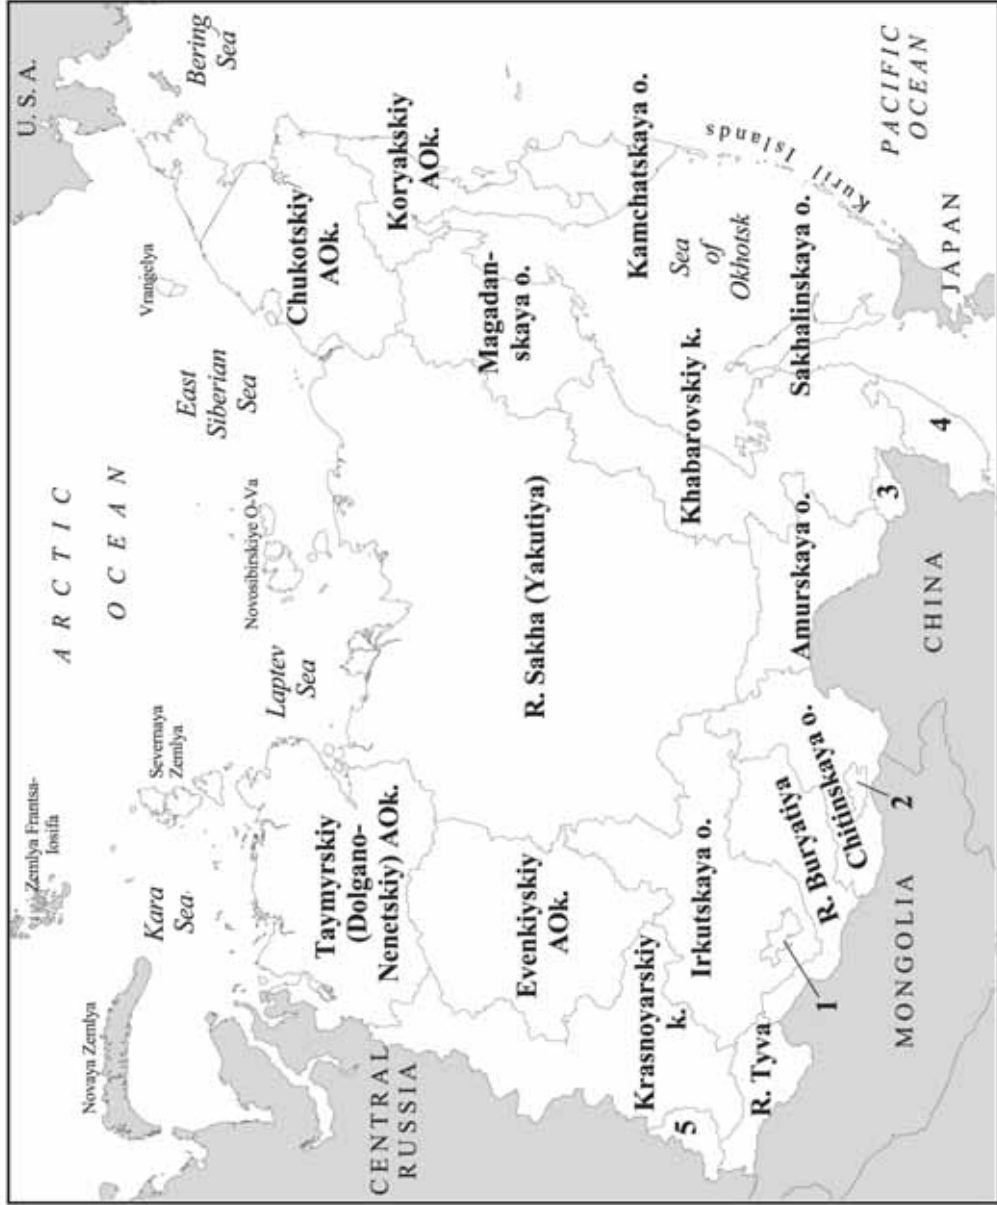 Zemlya Frantsa-
Iosifa
ARCTIC
OCEAN
U.S.A.
Novaya Zemlya
Kara
Sea
Severnaya
Zemlya
Laptev
Sea
Novosibirskiye O-Va
East
Siberian
Sea
Vrangelya
Bering
Sea
CENTRAL
RUSSIA
Taymyrskiy
(Dolgano-
Nenetskiy) AOk.
Chukotskiy
AOk.
Koryakskiy
AOk.
Evenkiyskiy
AOk.
R. Sakha (Yakutiya)
Magadan-
skaya o.
Kamchatskaya o.
Krasnoyarskiy
k.
Irkutskaya o.
Khabarovskiy k.
Sea
of
Okhotsk
Kuril Islands
5
R. Tyva
1
R. Buryatiya
Chitinskaya o.
2
Amurskaya o.
3
4
Sakhalinskaya o.
PACIFIC
OCEAN
MONGOLIA
CHINA
JAPAN